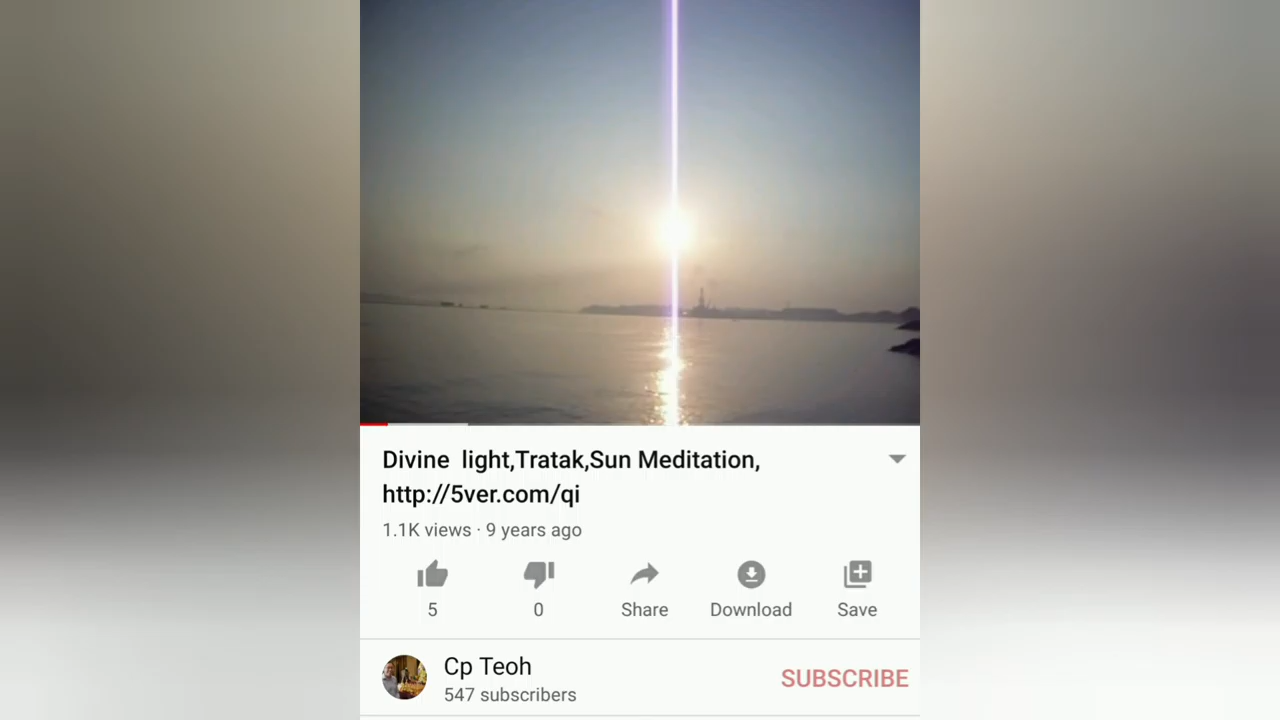 Divine  light,Tratak,Sun Meditation,
http://5ver.com/qi
1.1K views · 9 years ago
5 0 Share Download Save
Cp Teoh
547 subscribers
SUBSCRIBE